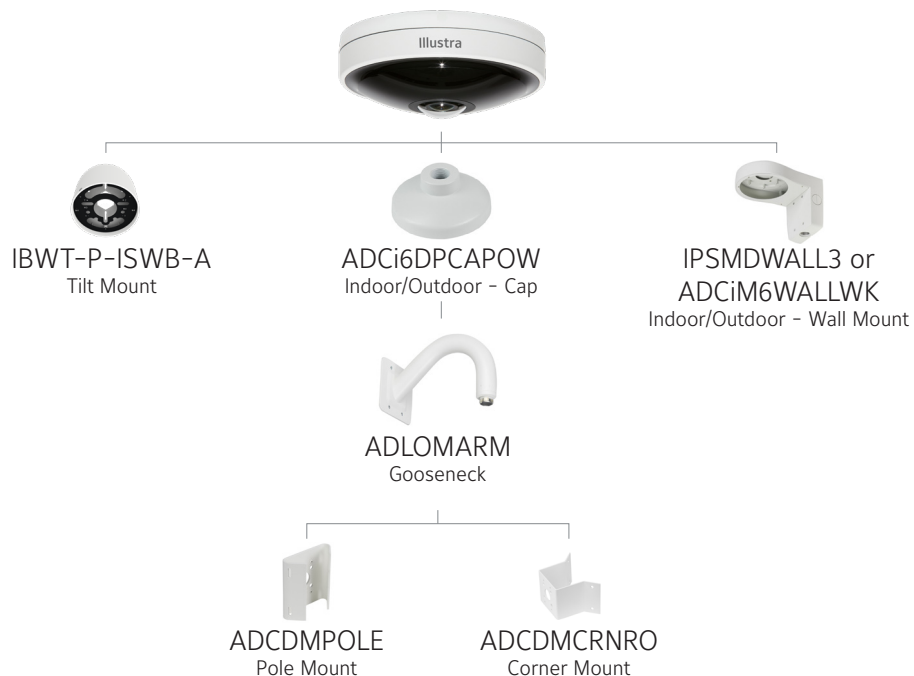 Illustra
IBWT-P-ISWB-A
Tilt Mount
ADCi6DPCAPOW
Indoor/Outdoor - Cap
IPSMDWALL3 or
ADCiM6WALLWK
Indoor/Outdoor - Wall Mount
ADLOMARM
Gooseneck
ADCDMPOLE
Pole Mount
ADCDMCRNRO
Corner Mount